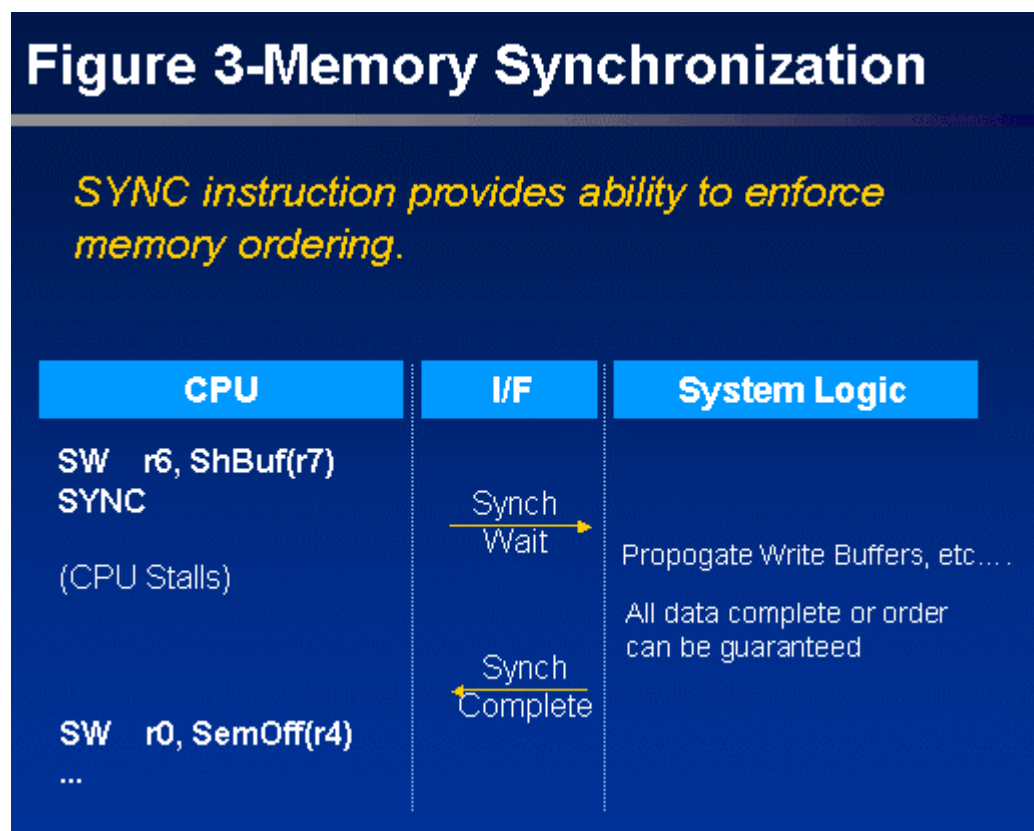 Figure 3-Memory Synchronization
SYNC instruction provides ability to enforce
memory ordering.
CPU
I/F
System Logic
SW r6, ShBuf(r7)
SYNC
(CPU Stalls)
Synch
Wait
Propogate Write Buffers, etc....
All data complete or order
can be guaranteed
Synch
Complete
SW r0, SemOff(r4)
...